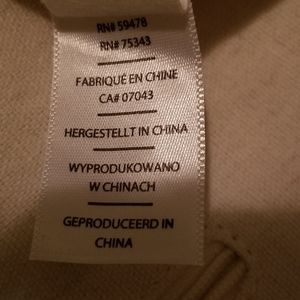 RN# 59478
RN# 75343
FABRIQUÉ EN CHINE
CA# 07043
HERGESTELLT IN CHINA
WYPRODUKOWANO
W CHINACH
GEPRODUCEERD IN
CHINA